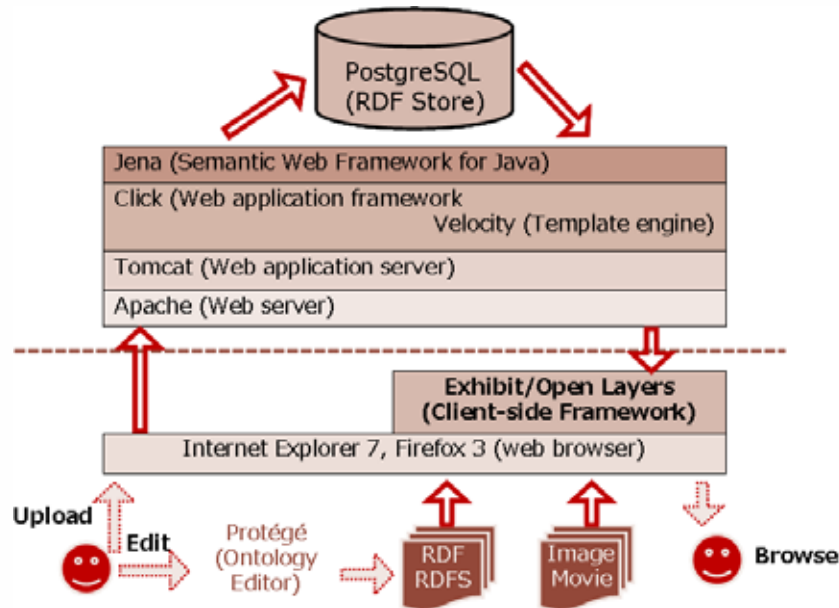 PostgreSQL
(RDF Store)
Jena (Semantic Web Framework for Java)
Click (Web application framework
Velocity (Template engine)
Tomcat (Web application server)
Apache (Web server)
Exhibit/Open Layers
(Client-side Framework)
Internet Explorer 7, Firefox 3 (web browser)
Upload
Edit
Protégé
(Ontology
Editor)
RDF
RDFS
Image
Movie
Browse